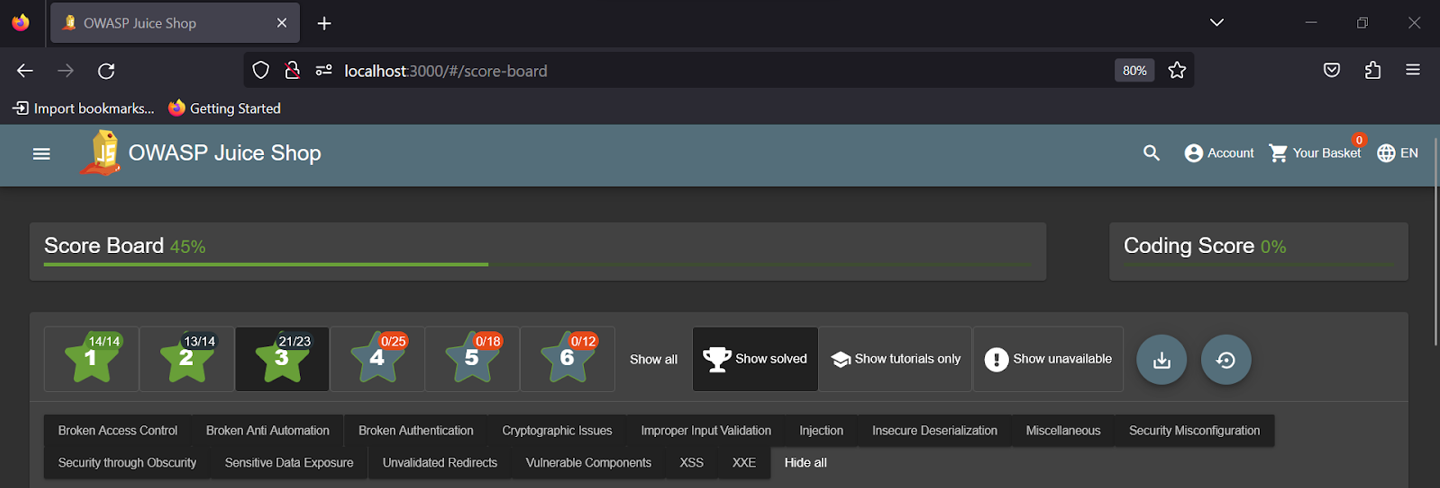 OWASP Juice Shop
localhost:3000/#/score-board 80%
Import bookmarks... Getting Started
JS OWASP Juice Shop Account 0 Your Basket EN
Score Board 45% Coding Score 0%
14/14 13/14 21/23 0/25 0/18 0/12
1 2 3 4 5 6 Show all Show solved Show tutorials only Show unavailable
Broken Access Control Broken Anti Automation Broken Authentication Cryptographic Issues Improper Input Validation Injection Insecure Deserialization Miscellaneous Security Misconfiguration
Security through Obscurity Sensitive Data Exposure Unvalidated Redirects Vulnerable Components XSS XXE Hide all